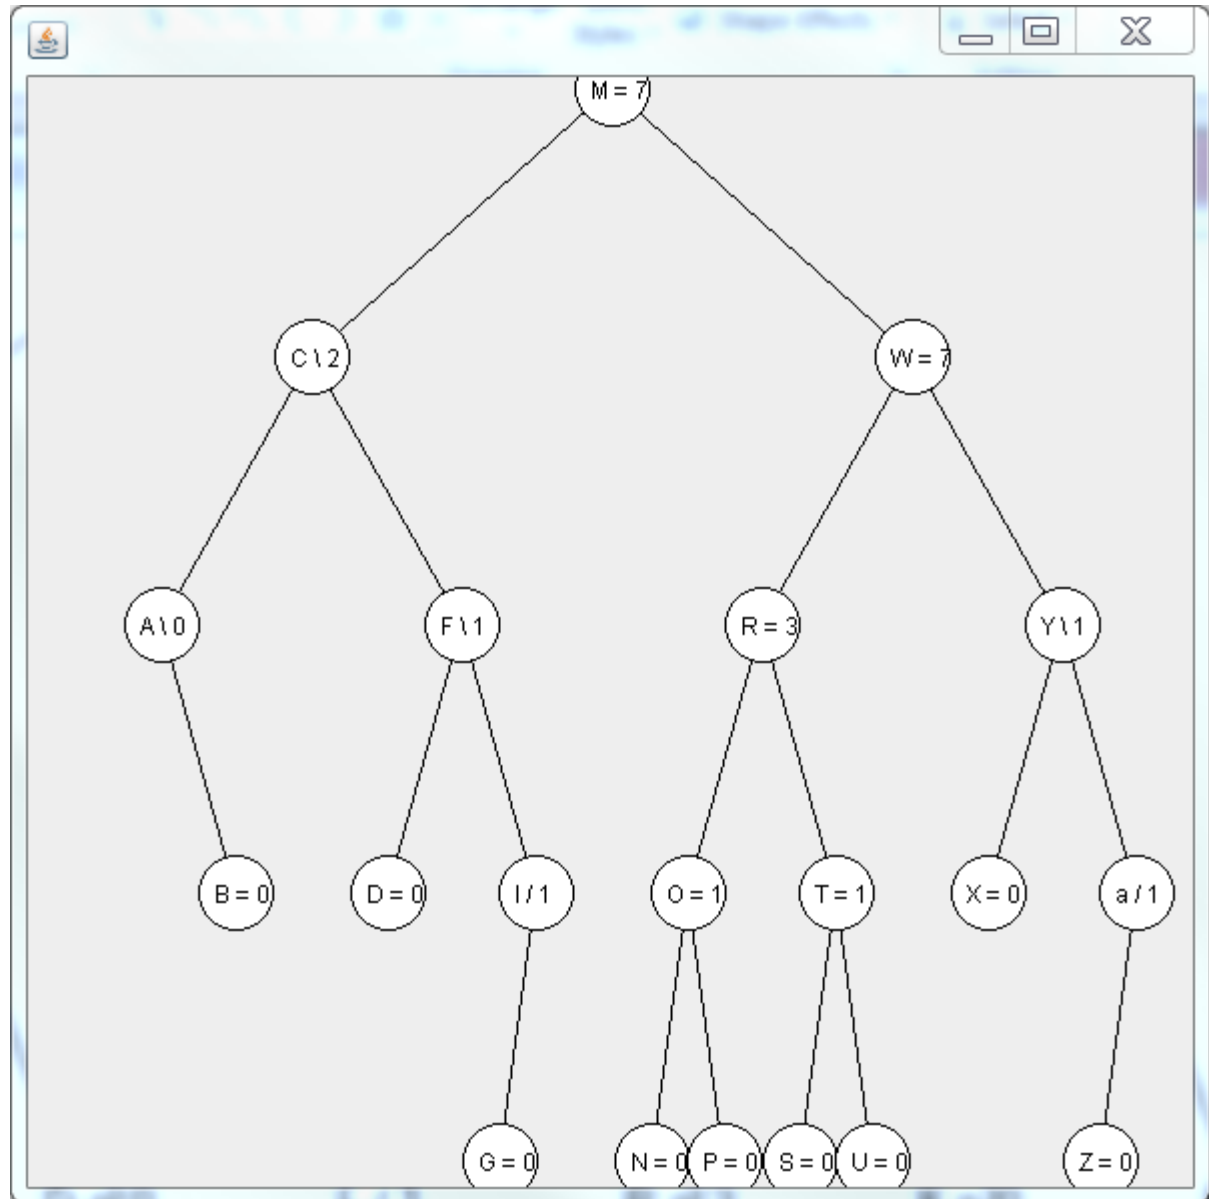 M = 7
C \ 2
W = 7
A \ 0
F \ 1
R = 3
Y \ 1
B = 0
D = 0
I / 1
O = 1
T = 1
X = 0
a / 1
G = 0
N = 0
P = 0
S = 0
U = 0
Z = 0